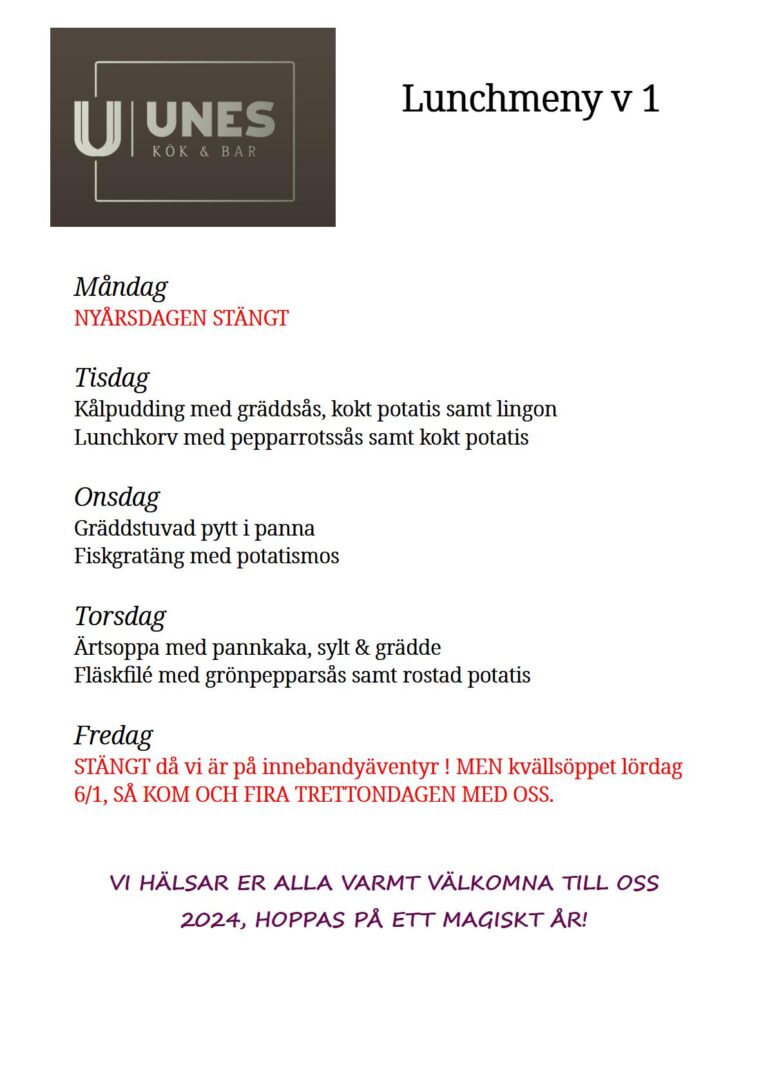 U UNES
KÖK & BAR
Lunchmeny v 1
Måndag
NYÅRSDAGEN STÄNGT
Tisdag
Kålpudding med gräddsås, kokt potatis samt lingon
Lunchkorv med pepparrotssås samt kokt potatis
Onsdag
Gräddstuvad pytt i panna
Fiskgratäng med potatismos
Torsdag
Ärtsoppa med pannkaka, sylt & grädde
Fläskfilé med grönpepparsås samt rostad potatis
Fredag
STÄNGT då vi är på innebandyäventyr ! MEN kvällsöppet lördag
6/1, SÅ KOM OCH FIRA TRETTONDAGEN MED OSS.
VI HÄLSAR ER ALLA VARMT VÄLKOMNA TILL OSS
2024, HOPPAS PÅ ETT MAGISKT ÅR!